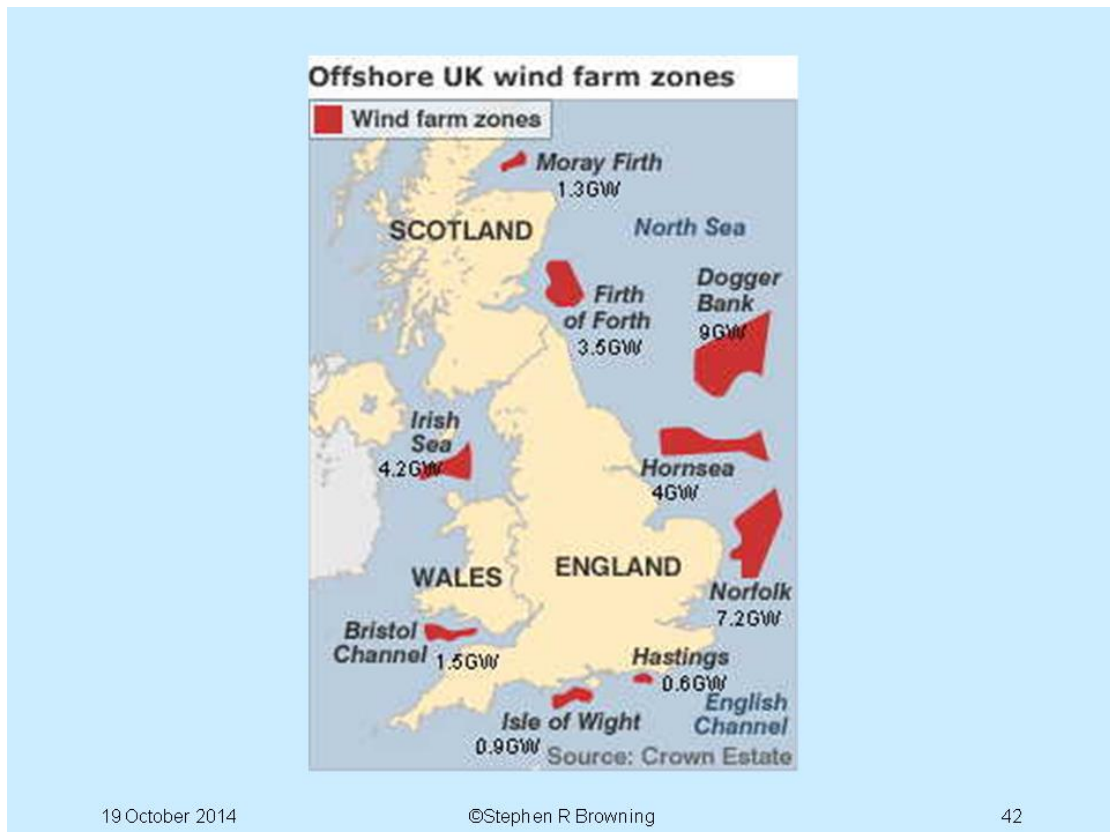 Offshore UK wind farm zones
Wind farm zones
Moray Firth
1.3GW
SCOTLAND
North Sea
Dogger
Bank
9GW
Firth
of Forth
3.5GW
Irish
Sea
4.2GW
Hornsea
4GW
ENGLAND
WALES
Norfolk
7.2GW
Bristol
Channel
1.5GW
Hastings
0.6GW
English
Channel
Isle of Wight
0.9GW
Source: Crown Estate
19 October 2014
©Stephen R Browning
42